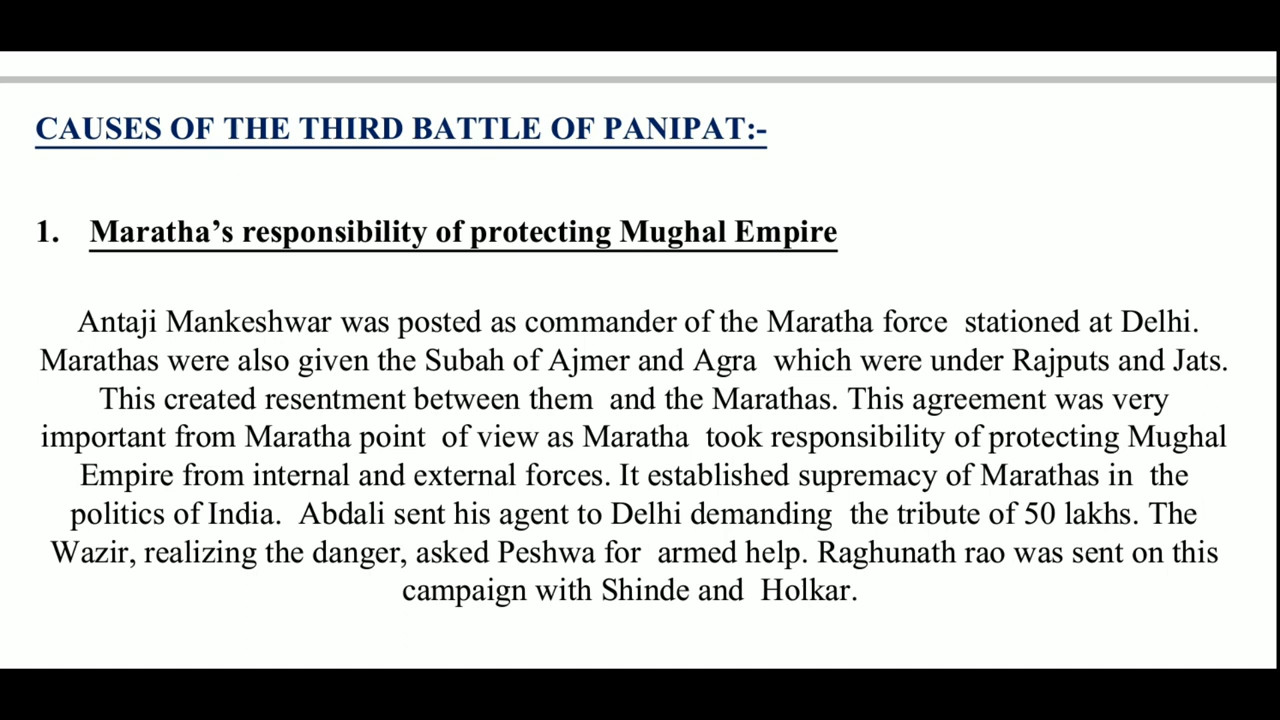 CAUSES OF THE THIRD BATTLE OF PANIPAT:-
1. Maratha’s responsibility of protecting Mughal Empire
Antaji Mankeshwar was posted as commander of the Maratha force stationed at Delhi.
Marathas were also given the Subah of Ajmer and Agra which were under Rajputs and Jats.
This created resentment between them and the Marathas. This agreement was very
important from Maratha point of view as Maratha took responsibility of protecting Mughal
Empire from internal and external forces. It established supremacy of Marathas in the
politics of India. Abdali sent his agent to Delhi demanding the tribute of 50 lakhs. The
Wazir, realizing the danger, asked Peshwa for armed help. Raghunath rao was sent on this
campaign with Shinde and Holkar.